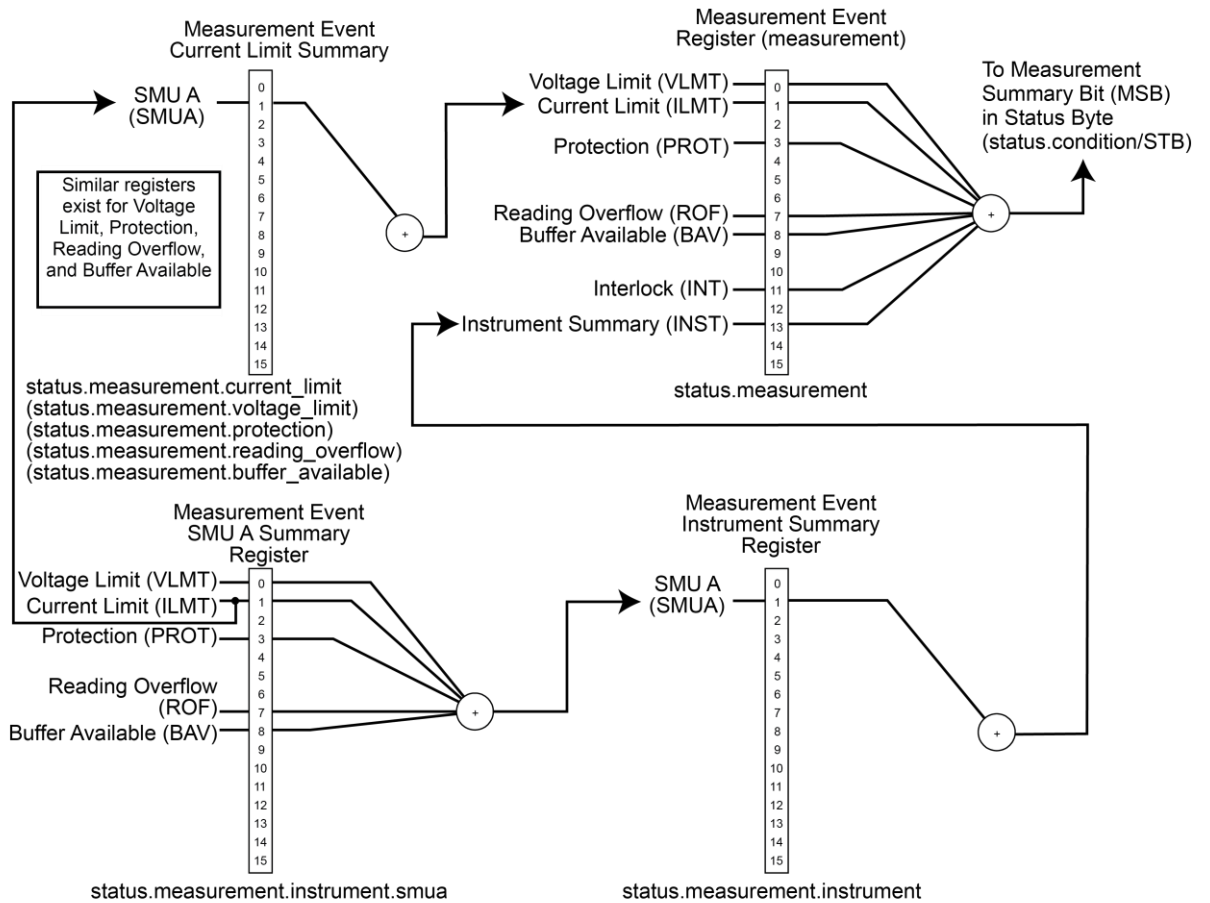 Measurement Event
Current Limit Summary
SMU A
(SMUA)
0
1
2
3
4
5
6
7
8
9
10
11
12
13
14
15
Similar registers
exist for Voltage
Limit, Protection,
Reading Overflow,
and Buffer Available
+
status.measurement.current_limit
(status.measurement.voltage_limit)
(status.measurement.protection)
(status.measurement.reading_overflow)
(status.measurement.buffer_available)
Measurement Event
Register (measurement)
Voltage Limit (VLMT)
Current Limit (ILMT)
Protection (PROT)
Reading Overflow (ROF)
Buffer Available (BAV)
Interlock (INT)
Instrument Summary (INST)
0
1
2
3
4
5
6
7
8
9
10
11
12
13
14
15
+
status.measurement
To Measurement
Summary Bit (MSB)
in Status Byte
(status.condition/STB)
Measurement Event
SMU A Summary
Register
Voltage Limit (VLMT)
Current Limit (ILMT)
Protection (PROT)
Reading Overflow
(ROF)
Buffer Available (BAV)
0
1
2
3
4
5
6
7
8
9
10
11
12
13
14
15
+
status.measurement.instrument.smua
Measurement Event
Instrument Summary
Register
SMU A
(SMUA)
0
1
2
3
4
5
6
7
8
9
10
11
12
13
14
15
+
status.measurement.instrument